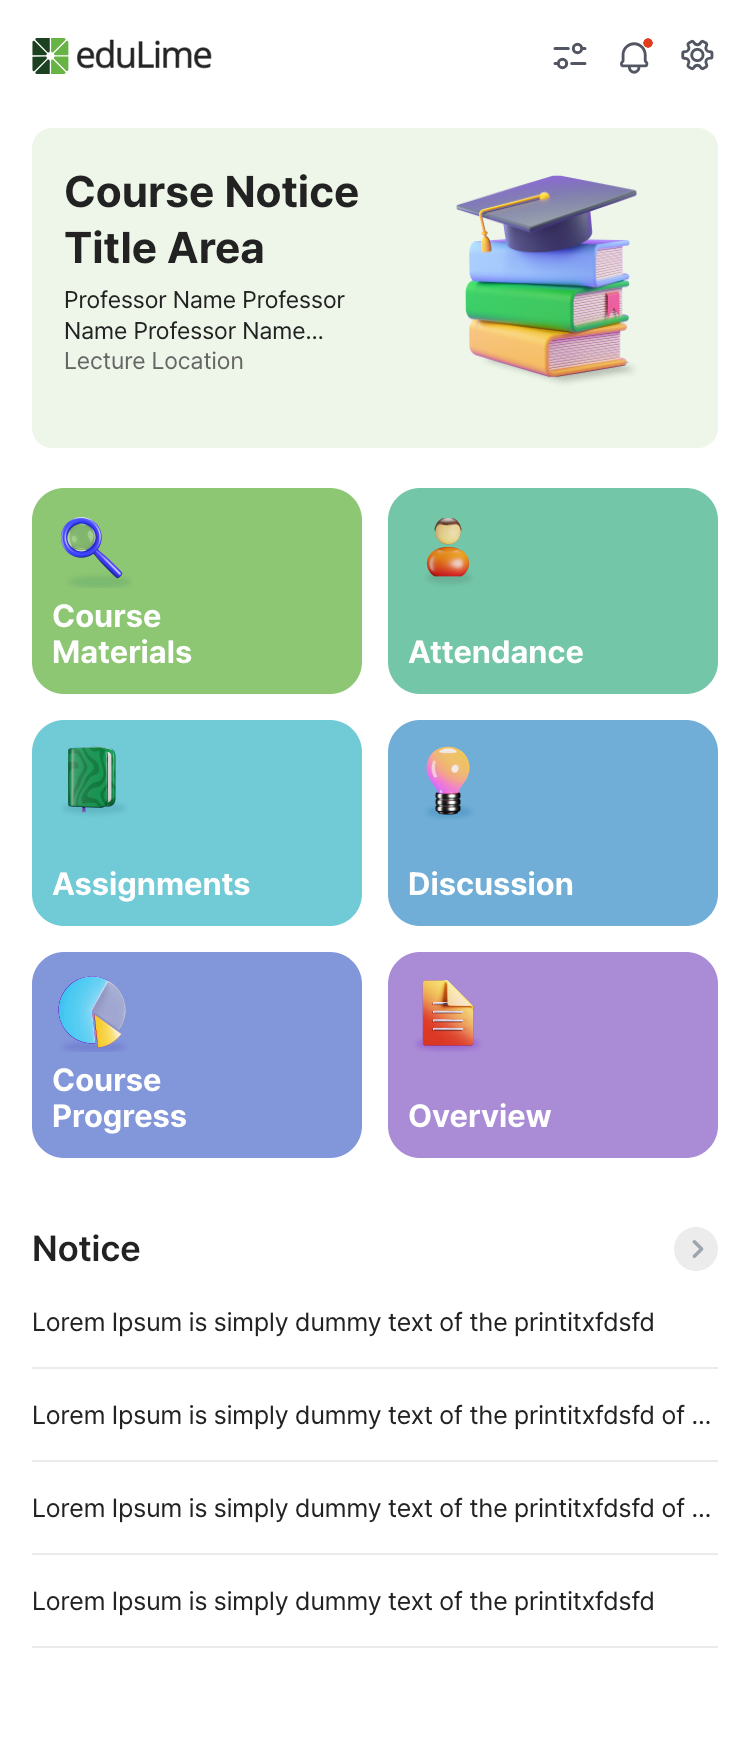 eduLime
Course Notice
Title Area
Professor Name Professor
Name Professor Name...
Lecture Location
Course
Materials
Attendance
Assignments
Discussion
Course
Progress
Overview
Notice
Lorem Ipsum is simply dummy text of the printitxfdsfd
Lorem Ipsum is simply dummy text of the printitxfdsfd of ...
Lorem Ipsum is simply dummy text of the printitxfdsfd of ...
Lorem Ipsum is simply dummy text of the printitxfdsfd